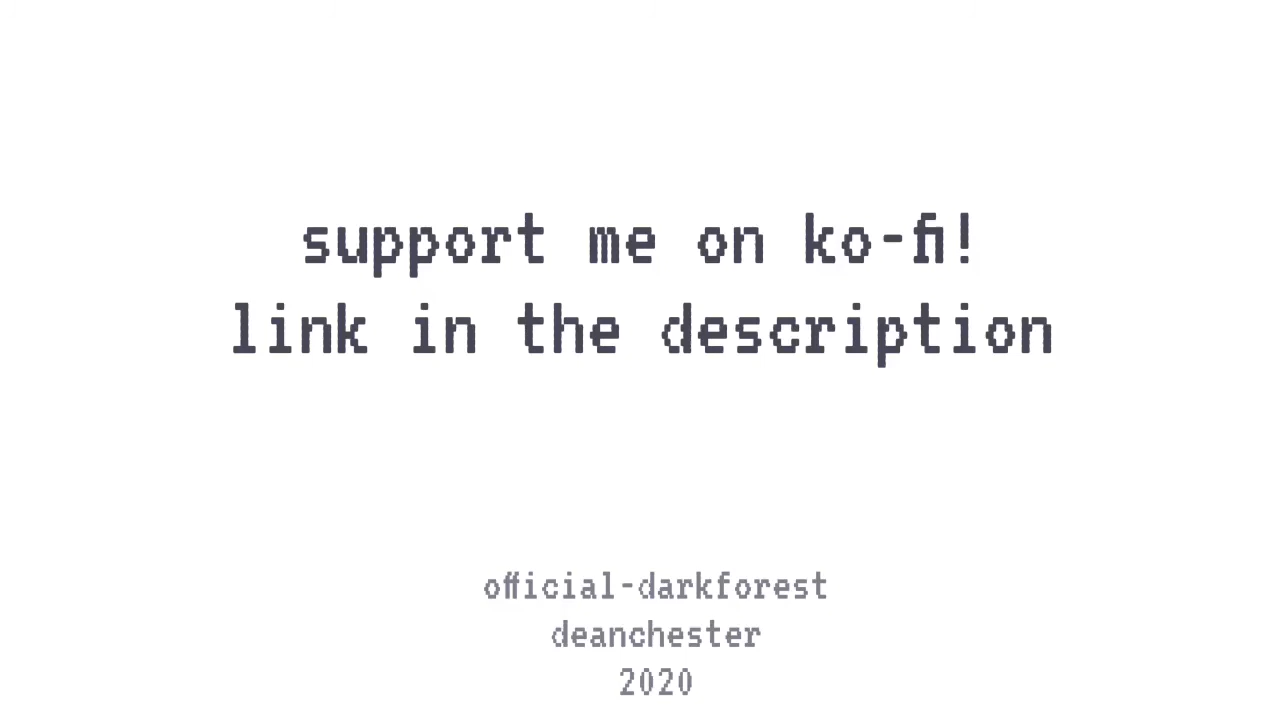 support me on ko-fi!
link in the description
official-darkforest
deanchester
2020